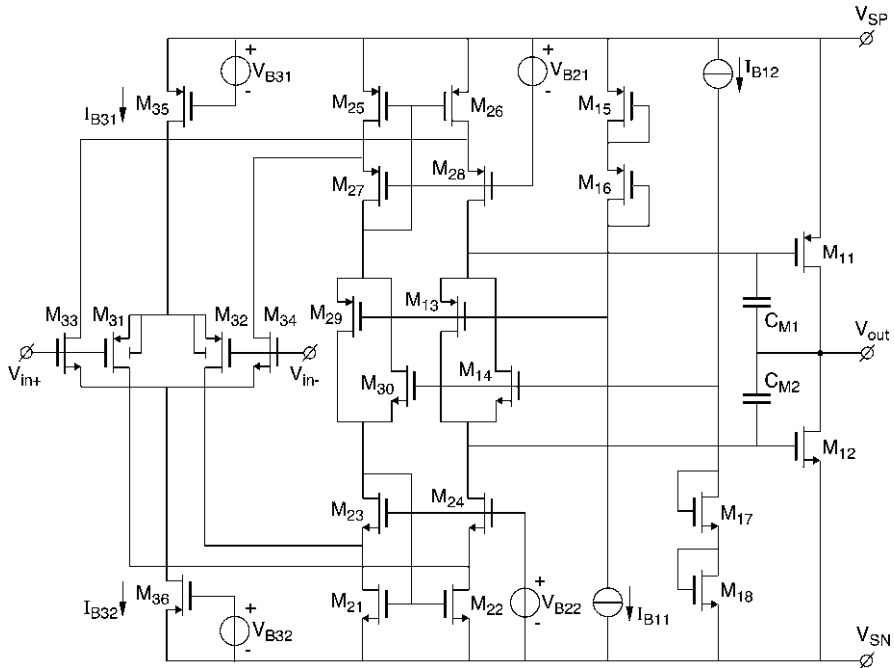 V_SP
+
V_B31
-
+
V_B21
-
I_B12
M_35
I_B31
M_25
M_26
M_15
M_27
M_28
M_16
M_11
M_33
M_31
M_32
M_34
M_29
M_13
C_M1
V_in+
V_in-
V_out
M_30
M_14
C_M2
M_12
M_23
M_24
M_17
I_B32
M_36
+
V_B32
-
M_21
M_22
+
V_B22
-
I_B11
M_18
V_SN